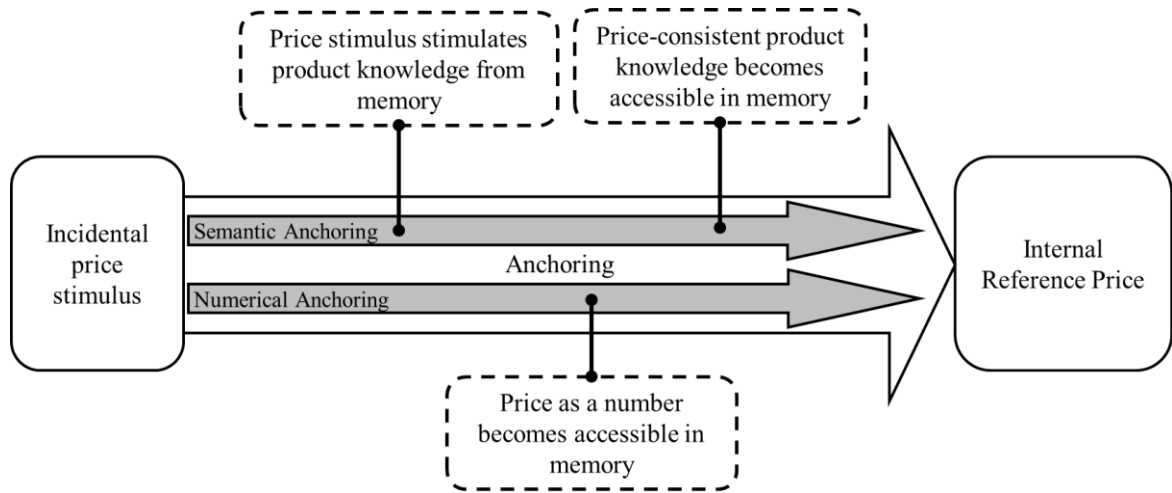 Price stimulus stimulates
product knowledge from
memory
Price-consistent product
knowledge becomes
accessible in memory
Incidental
price
stimulus
Semantic Anchoring
Anchoring
Numerical Anchoring
Internal
Reference Price
Price as a number
becomes accessible in
memory